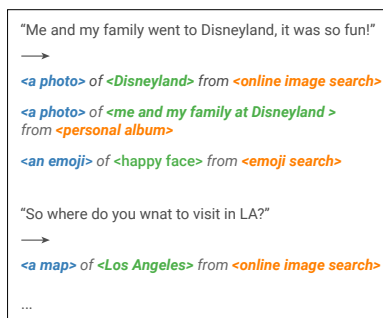 “Me and my family went to Disneyland, it was so fun!”
<a photo> of <Disneyland> from <online image search>
<a photo> of <me and my family at Disneyland >
from <personal album>
<an emoji> of <happy face> from <emoji search>
“So where do you wnat to visit in LA?”
<a map> of <Los Angeles> from <online image search>
...